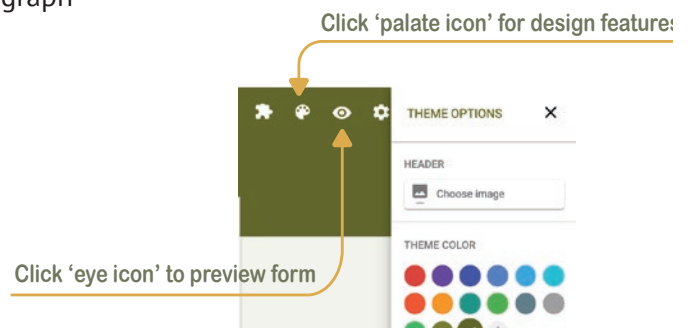 graph
Click ‘palate icon’ for design features
THEME OPTIONS
HEADER
Choose image
THEME COLOR
Click ‘eye icon’ to preview form